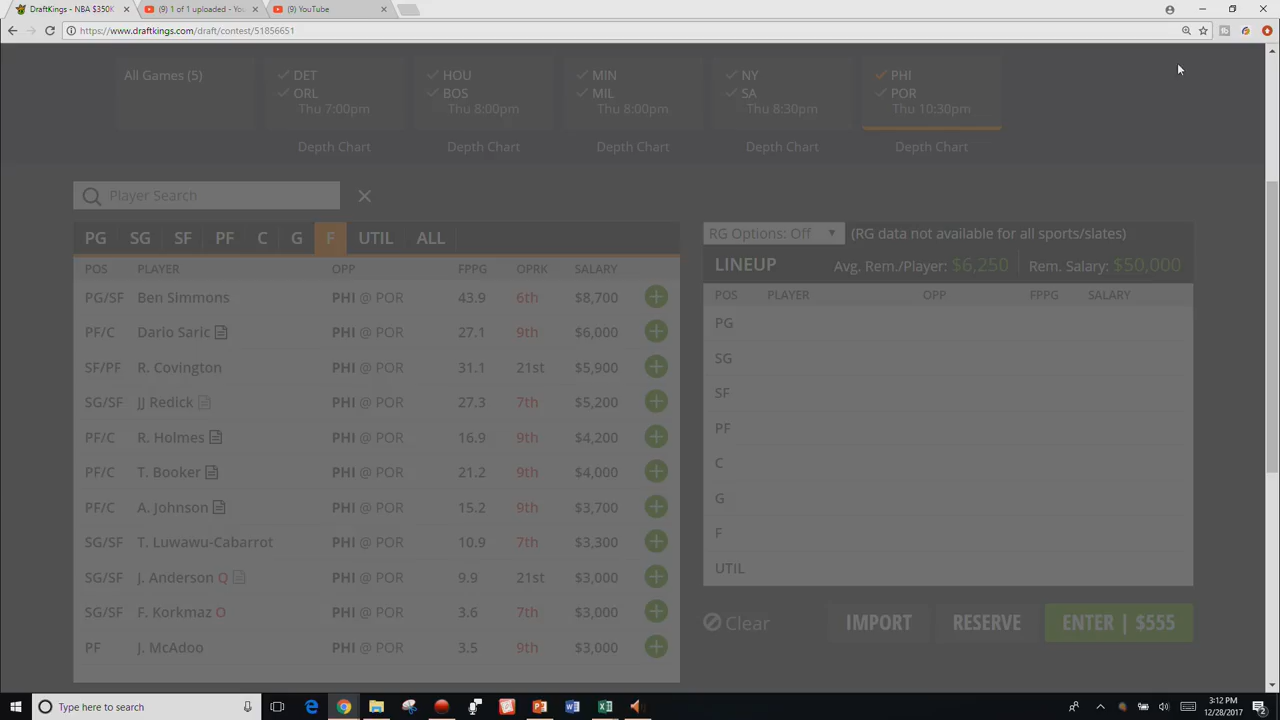 DraftKings - NBA $350K
(9) 1 of 1 uploaded - You
(9) YouTube
https://www.draftkings.com/draft/contest/51856651
All Games (5)
DET
ORL
Thu 7:00pm
HOU
BOS
Thu 8:00pm
MIN
MIL
Thu 8:00pm
NY
SA
Thu 8:30pm
PHI
POR
Thu 10:30pm
Depth Chart Depth Chart Depth Chart Depth Chart Depth Chart
Player Search
PG SG SF PF C G F UTIL ALL
POS PLAYER OPP FPPG OPRK SALARY
PG/SF Ben Simmons PHI @ POR 43.9 6th $8,700
PF/C Dario Saric PHI @ POR 27.1 9th $6,000
SF/PF R. Covington PHI @ POR 31.1 21st $5,900
SG/SF JJ Redick PHI @ POR 27.3 7th $5,200
PF/C R. Holmes PHI @ POR 16.9 9th $4,200
PF/C T. Booker PHI @ POR 21.2 9th $4,000
PF/C A. Johnson PHI @ POR 15.2 9th $3,700
SG/SF T. Luwawu-Cabarrot PHI @ POR 10.9 7th $3,300
SG/SF J. Anderson Q PHI @ POR 9.9 21st $3,000
SG/SF F. Korkmaz O PHI @ POR 3.6 7th $3,000
PF J. McAdoo PHI @ POR 3.5 9th $3,000
RG Options: Off (RG data not available for all sports/slates)
LINEUP Avg. Rem./Player: $6,250 Rem. Salary: $50,000
POS PLAYER OPP FPPG SALARY
PG
SG
SF
PF
C
G
F
UTIL
Clear IMPORT RESERVE ENTER | $555
Type here to search
3:12 PM
12/28/2017
2